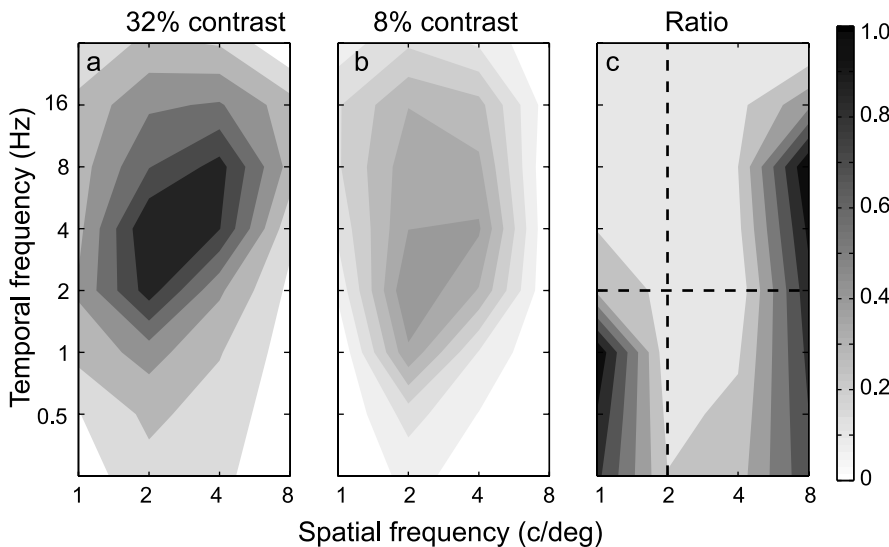 32% contrast
8% contrast
Ratio
a
b
c
1.0
0.8
0.6
0.4
0.2
0
Temporal frequency (Hz)
16
8
4
2
1
0.5
1 2 4 8
1 2 4 8
1 2 4 8
Spatial frequency (c/deg)